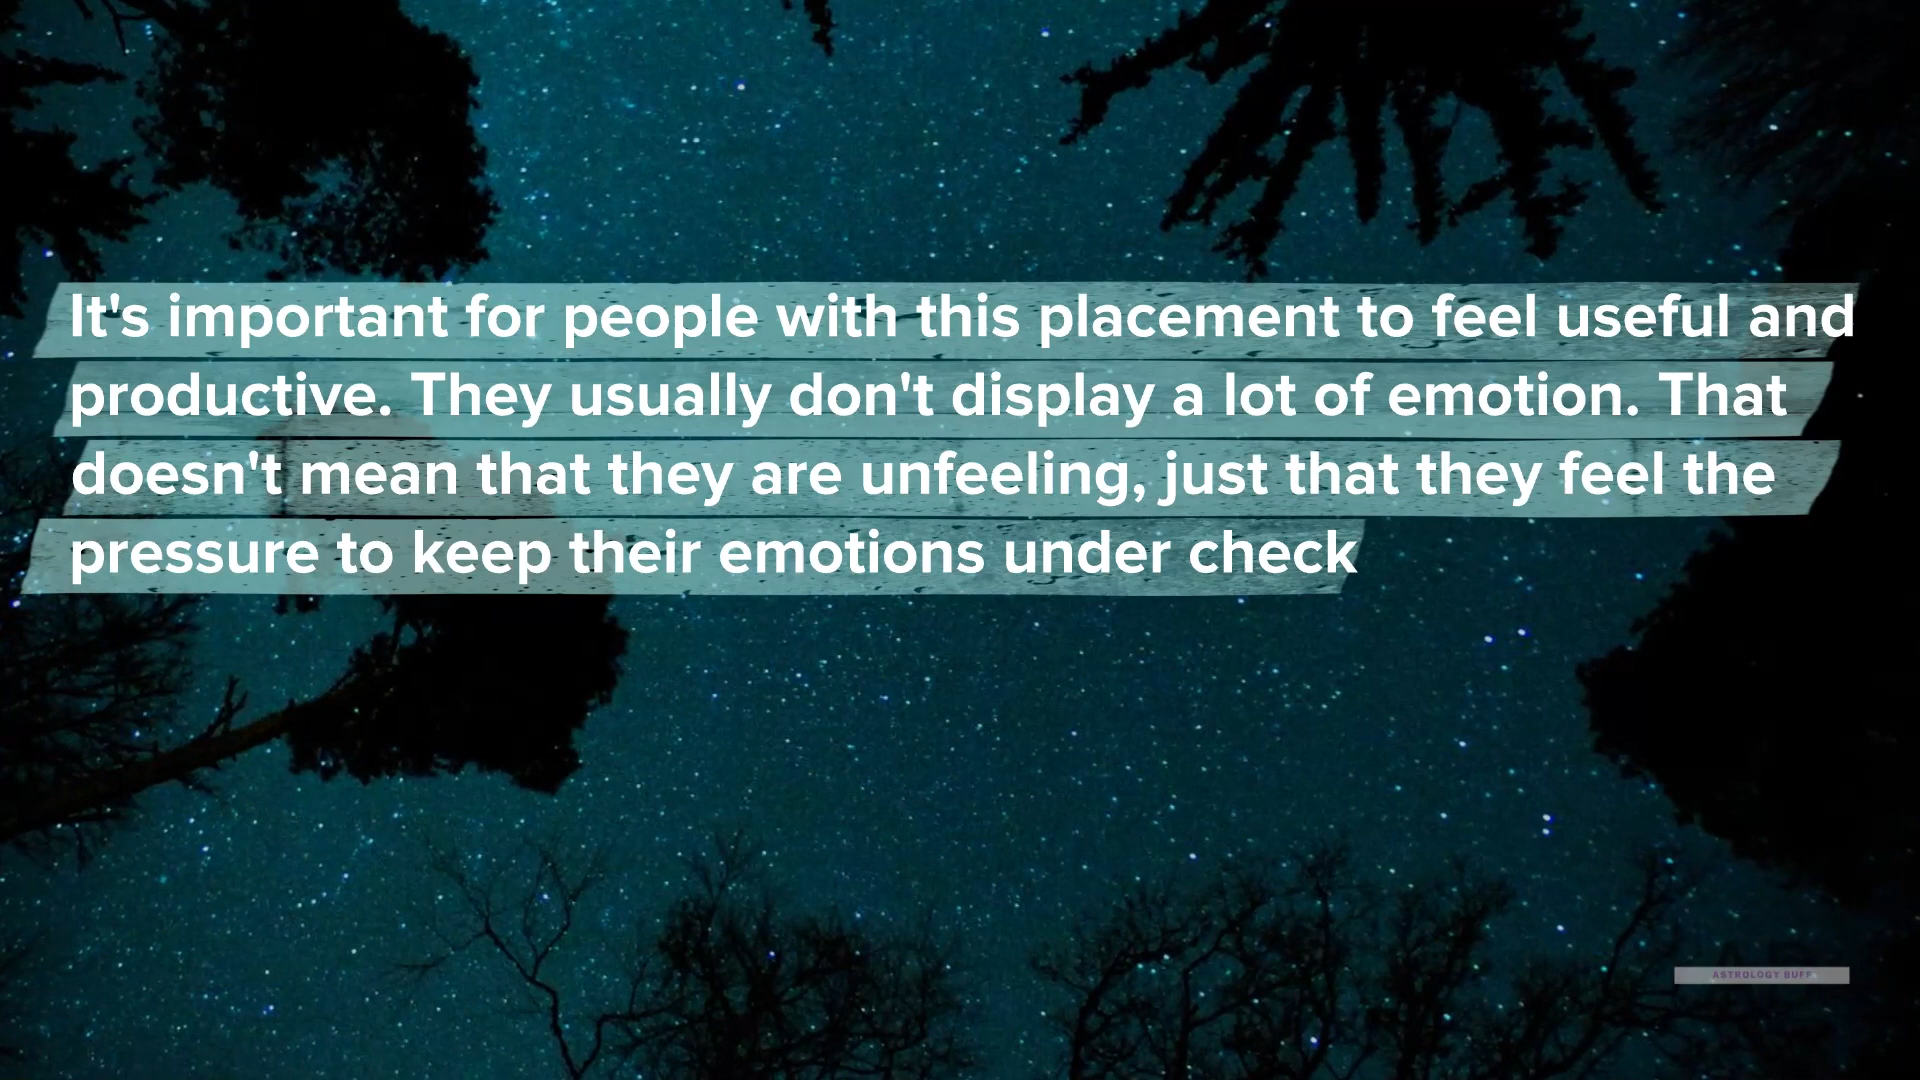 It's important for people with this placement to feel useful and
productive. They usually don't display a lot of emotion. That
doesn't mean that they are unfeeling, just that they feel the
pressure to keep their emotions under check
ASTROLOGY BUFF